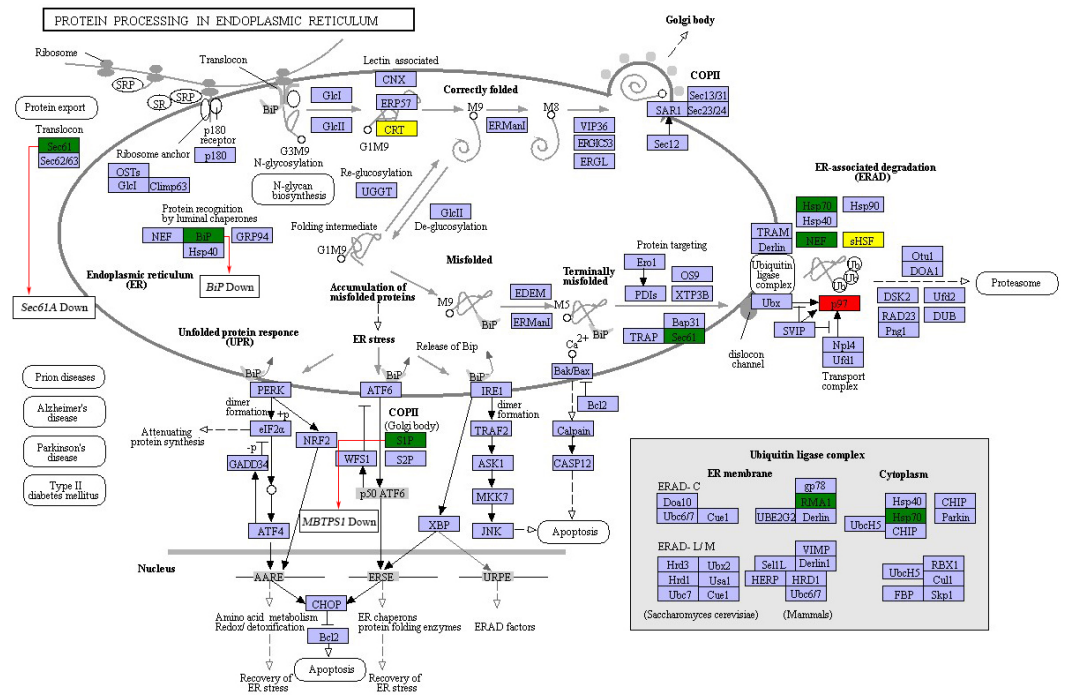 PROTEIN PROCESSING IN ENDOPLASMIC RETICULUM
Golgi body
Ribosome
Translocon
Lectin associated
COPII
SRP
SR
SRP
BiP
GlcI
GlcII
CNX
ERP57
CRT
G1M9
Correctly folded
M9
ERManI
M8
VIP36
ERGIC53
ERGL
SAR1
Sec13/31
Sec23/24
Sec12
Protein export
Translocon
Sec61
Sec62/63
p180
receptor
p180
Ribosome anchor
OSTs
GlcI
Climp63
G3M9
N-glycosylation
N-glycan
biosynthesis
Re-glucosylation
UGGT
GlcII
De-glucosylation
ER-associated degradation
(ERAD)
Hsp70
Hsp40
Hsp90
NEF
sHSF
TRAM
Derlin
Ubiquitin
ligase
complex
Ub
Ub
Ub
Otu1
DOA1
Proteasome
Protein recognition
by luminal chaperones
NEF
BiP
GRP94
Hsp40
Endoplasmic reticulum
(ER)
BiP Down
Sec61A Down
Folding intermediate
G1M9
Misfolded
Accumulation of
misfolded proteins
M9
BiP
EDEM
ERManI
Terminally
misfolded
M5
BiP
Protein targeting
Ero1
PDIs
OS9
XTP3B
Bap31
TRAP
Sec61
Ubx
p97
SVIP
Npl4
Ufd1
Transport
complex
dislocon
channel
DSK2
Ufd2
RAD23
DUB
Png1
Unfolded protein responce
(UPR)
ER stress
Release of Bip
Ca2+
BiP
BiP
BiP
PERK
ATF6
IRE1
Bak/Bax
Bcl2
Prion diseases
Alzheimer's
disease
Parkinson's
disease
Type II
diabetes mellitus
dimer
formation
+p
Attenuating
protein synthesis
eIF2α
-p
GADD34
NRF2
COPII
(Golgi body)
S1P
S2P
WFS1
p50 ATF6
MBTPS1 Down
ATF4
dimer
formation
TRAF2
ASK1
MKK7
JNK
XBP
Calpain
CASP12
Apoptosis
Nucleus
AARE
ERSE
URPE
CHOP
Amino acid metabolism
Redox/ detoxification
ER chaperones
protein folding enzymes
ERAD factors
Bcl2
Apoptosis
Recovery of
ER stress
Recovery of
ER stress
Ubiquitin ligase complex
ER membrane
Cytoplasm
ERAD- C
Doa10
Ubc6/7
Cue1
gp78
RMA1
UBE2G2
Derlin
Hsp40
Hsp70
UbcH5
CHIP
CHIP
Parkin
ERAD- L/ M
Hrd3
Ubx2
Hrd1
Usa1
Ubc7
Cue1
VIMP
Sel1L
Derlin1
HERP
HRD1
Ubc6/7
RBX1
UbcH5
Cul1
FBP
Skp1
(Saccharomyces cerevisiae)
(Mammals)